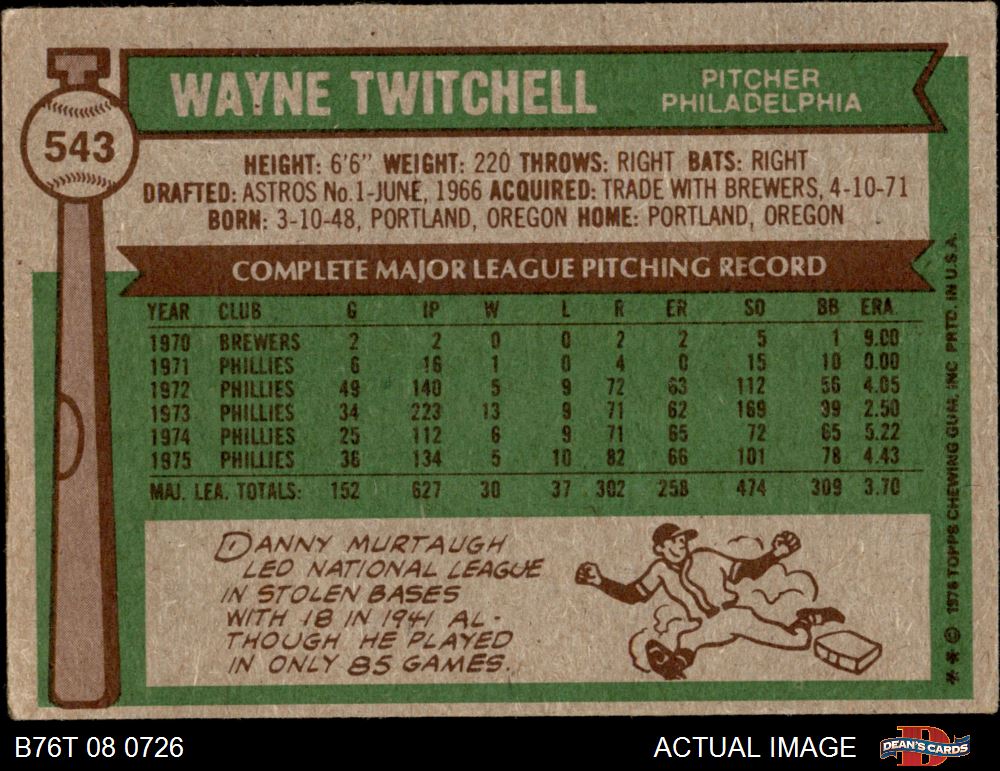 WAYNE TWITCHELL
PITCHER
PHILADELPHIA
543
HEIGHT: 6'6" WEIGHT: 220 THROWS: RIGHT BATS: RIGHT
DRAFTED: ASTROS No.1-JUNE, 1966 ACQUIRED: TRADE WITH BREWERS, 4-10-71
BORN: 3-10-48, PORTLAND, OREGON HOME: PORTLAND, OREGON
COMPLETE MAJOR LEAGUE PITCHING RECORD
YEAR CLUB G IP W L R ER SO BB ERA
1970 BREWERS 2 2 0 0 2 2 5 1 9.00
1971 PHILLIES 6 16 1 0 4 0 15 10 0.00
1972 PHILLIES 49 140 5 9 72 63 112 56 4.05
1973 PHILLIES 34 223 13 9 71 62 169 99 2.50
1974 PHILLIES 25 112 6 9 71 65 72 65 5.22
1975 PHILLIES 36 134 5 10 82 66 101 78 4.43
MAJ. LEA. TOTALS: 152 627 30 37 302 258 474 309 3.70
DANNY MURTAUGH
LED NATIONAL LEAGUE
IN STOLEN BASES
WITH 18 IN 1941 AL-
THOUGH HE PLAYED
IN ONLY 85 GAMES.
** © 1976 TOPPS CHEWING GUM, INC PRTD. IN U.S.A.
B76T 08 0726
ACTUAL IMAGE
D
DEAN'S CARDS